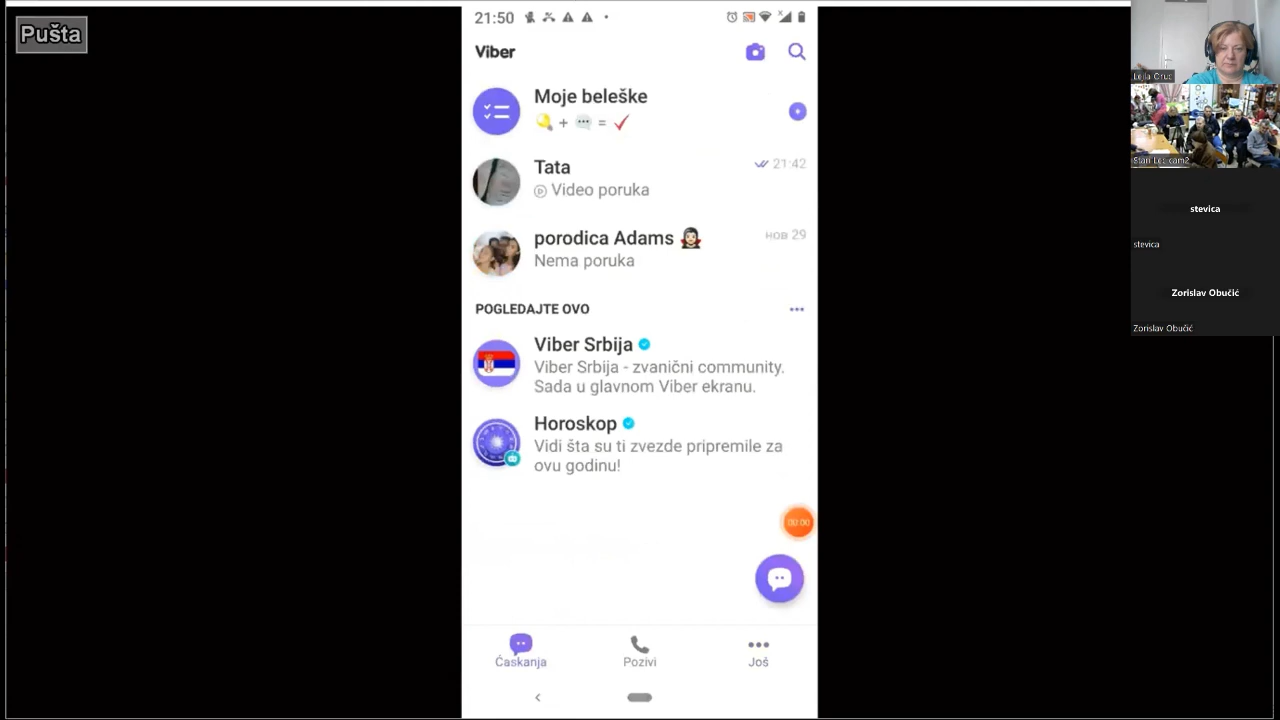 Pušta
21:50
Viber
Moje beleške
+ = 
Tata
21:42
Video poruka
porodica Adams
нов 29
Nema poruka
POGLEDAJTE OVO
Viber Srbija
Viber Srbija - zvanični community.
Sada u glavnom Viber ekranu.
Horoskop
Vidi šta su ti zvezde pripremile za
ovu godinu!
00:00
Ćaskanja
Pozivi
Još
stevica
stevica
Zorislav Obučić
Zorislav Obučić